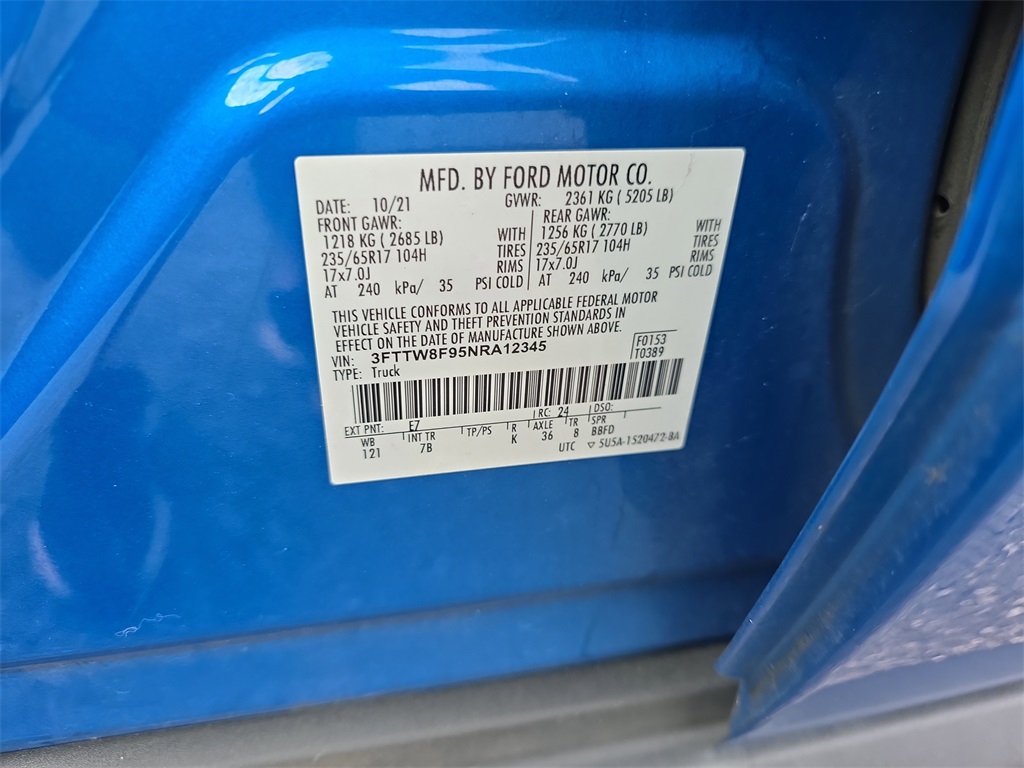 MFD. BY FORD MOTOR CO.
DATE: 10/21 GVWR: 2361 KG ( 5205 LB)
FRONT GAWR: REAR GAWR:
1218 KG ( 2685 LB) WITH 1256 KG ( 2770 LB) WITH
235/65R17 104H TIRES 235/65R17 104H TIRES
17x7.0J RIMS 17x7.0J RIMS
AT 240 kPa/ 35 PSI COLD AT 240 kPa/ 35 PSI COLD
THIS VEHICLE CONFORMS TO ALL APPLICABLE FEDERAL MOTOR
VEHICLE SAFETY AND THEFT PREVENTION STANDARDS IN
EFFECT ON THE DATE OF MANUFACTURE SHOWN ABOVE.
VIN: 3FTTW8F95NRA12345 F0153
TYPE: Truck T0389
RC: 24 DSO:
EXT PNT: E7
WB INT TR TP/PS R AXLE TR SPR
121 7B K 36 8 BBFD
UTC ▽ 5U5A-1520472-BA